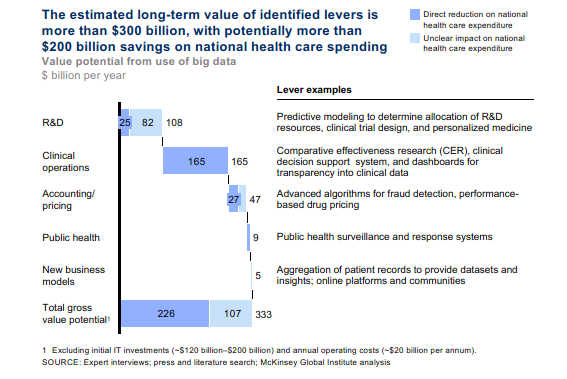 The estimated long-term value of identified levers is
more than $300 billion, with potentially more than
$200 billion savings on national health care spending
Value potential from use of big data
$ billion per year
Direct reduction on national
health care expenditure
Unclear impact on national
health care expenditure
Lever examples
R&D
25 82 108
Predictive modeling to determine allocation of R&D
resources, clinical trial design, and personalized medicine
Clinical
operations
165 165
Comparative effectiveness research (CER), clinical
decision support system, and dashboards for
transparency into clinical data
Accounting/
pricing
27 47
Advanced algorithms for fraud detection, performance-
based drug pricing
Public health
9
Public health surveillance and response systems
New business
models
5
Aggregation of patient records to provide datasets and
insights; online platforms and communities
Total gross
value potential¹
226 107 333
1 Excluding initial IT investments (~$120 billion–$200 billion) and annual operating costs (~$20 billion per annum).
SOURCE: Expert interviews; press and literature search; McKinsey Global Institute analysis